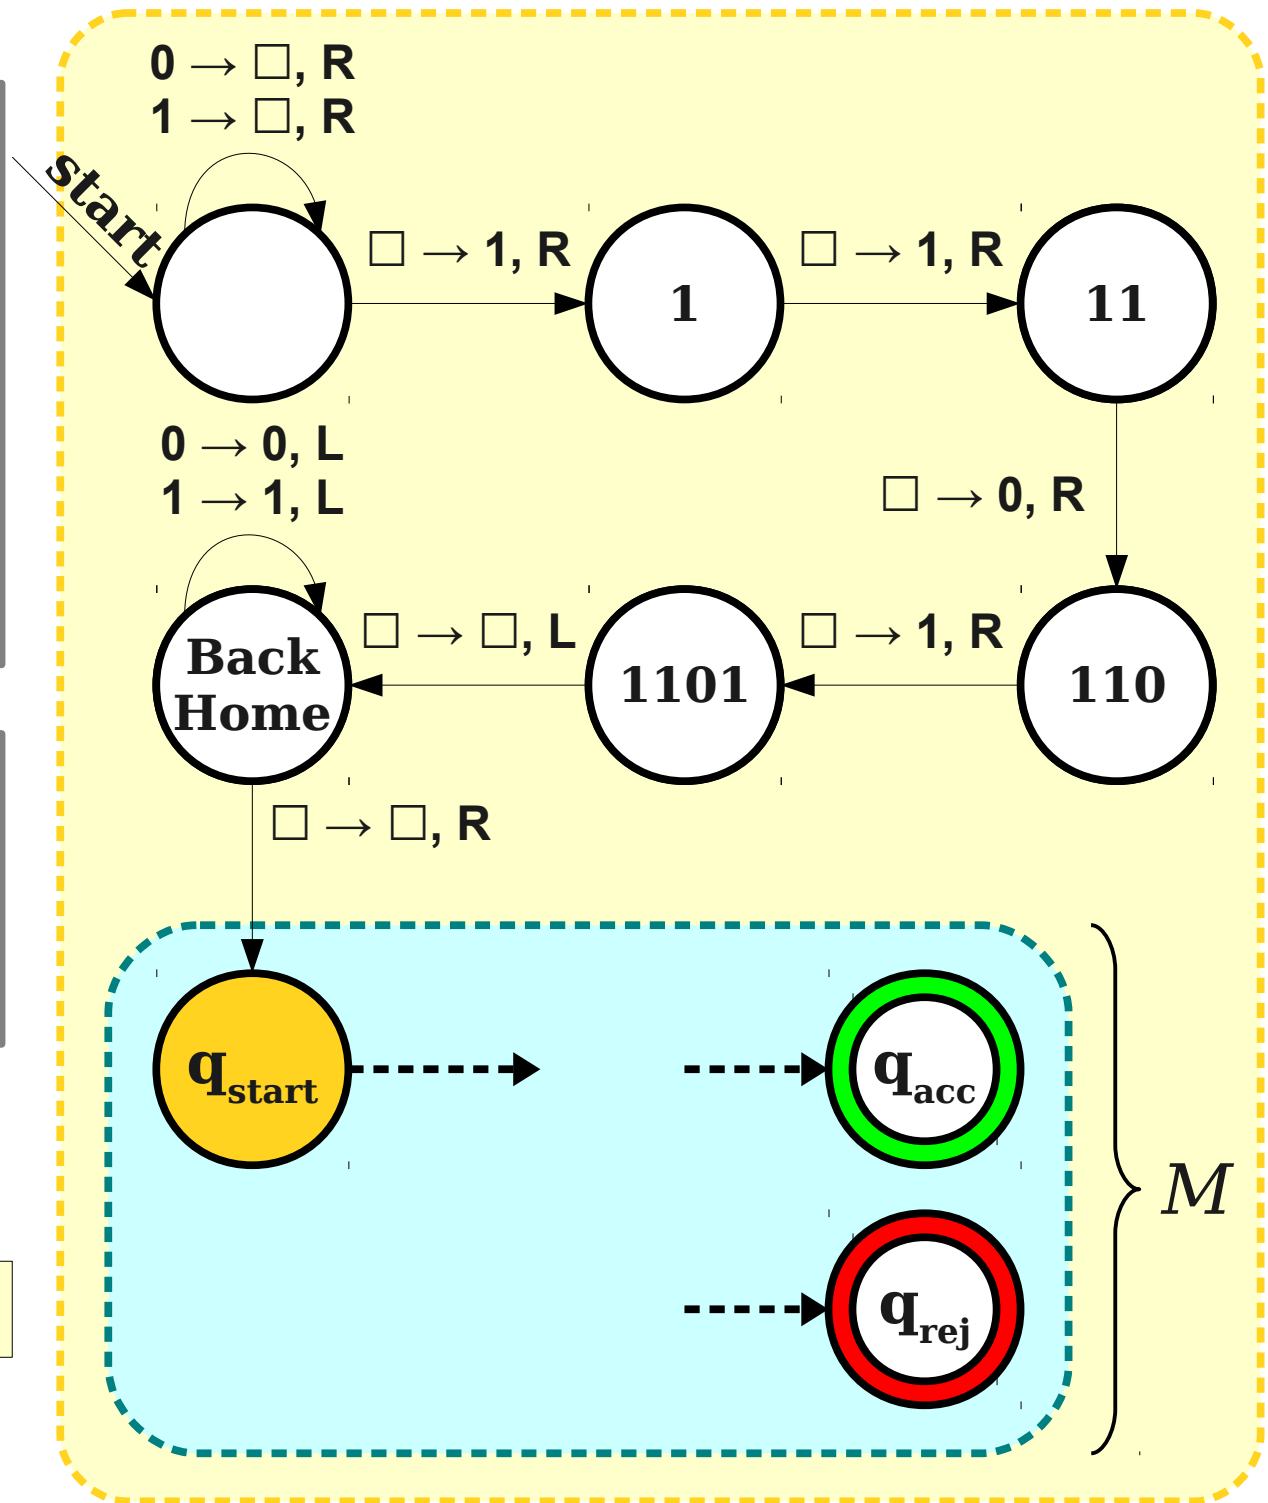 0 → □, R
1 → □, R
start
□ → 1, R
□ → 1, R
1
11
0 → 0, L
1 → 1, L
□ → 0, R
□ → □, L
□ → 1, R
Back
Home
1101
110
□ → □, R
qstart
qacc
M
qrej